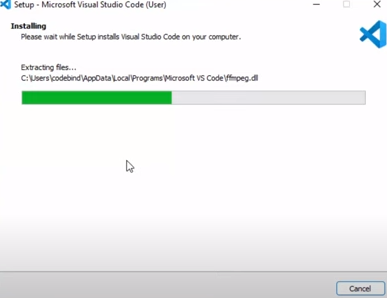 Setup - Microsoft Visual Studio Code (User)
Installing
Please wait while Setup installs Visual Studio Code on your computer.
Extracting files...
C:\Users\codebind\AppData\Local\Programs\Microsoft VS Code\ffmpeg.dll
Cancel